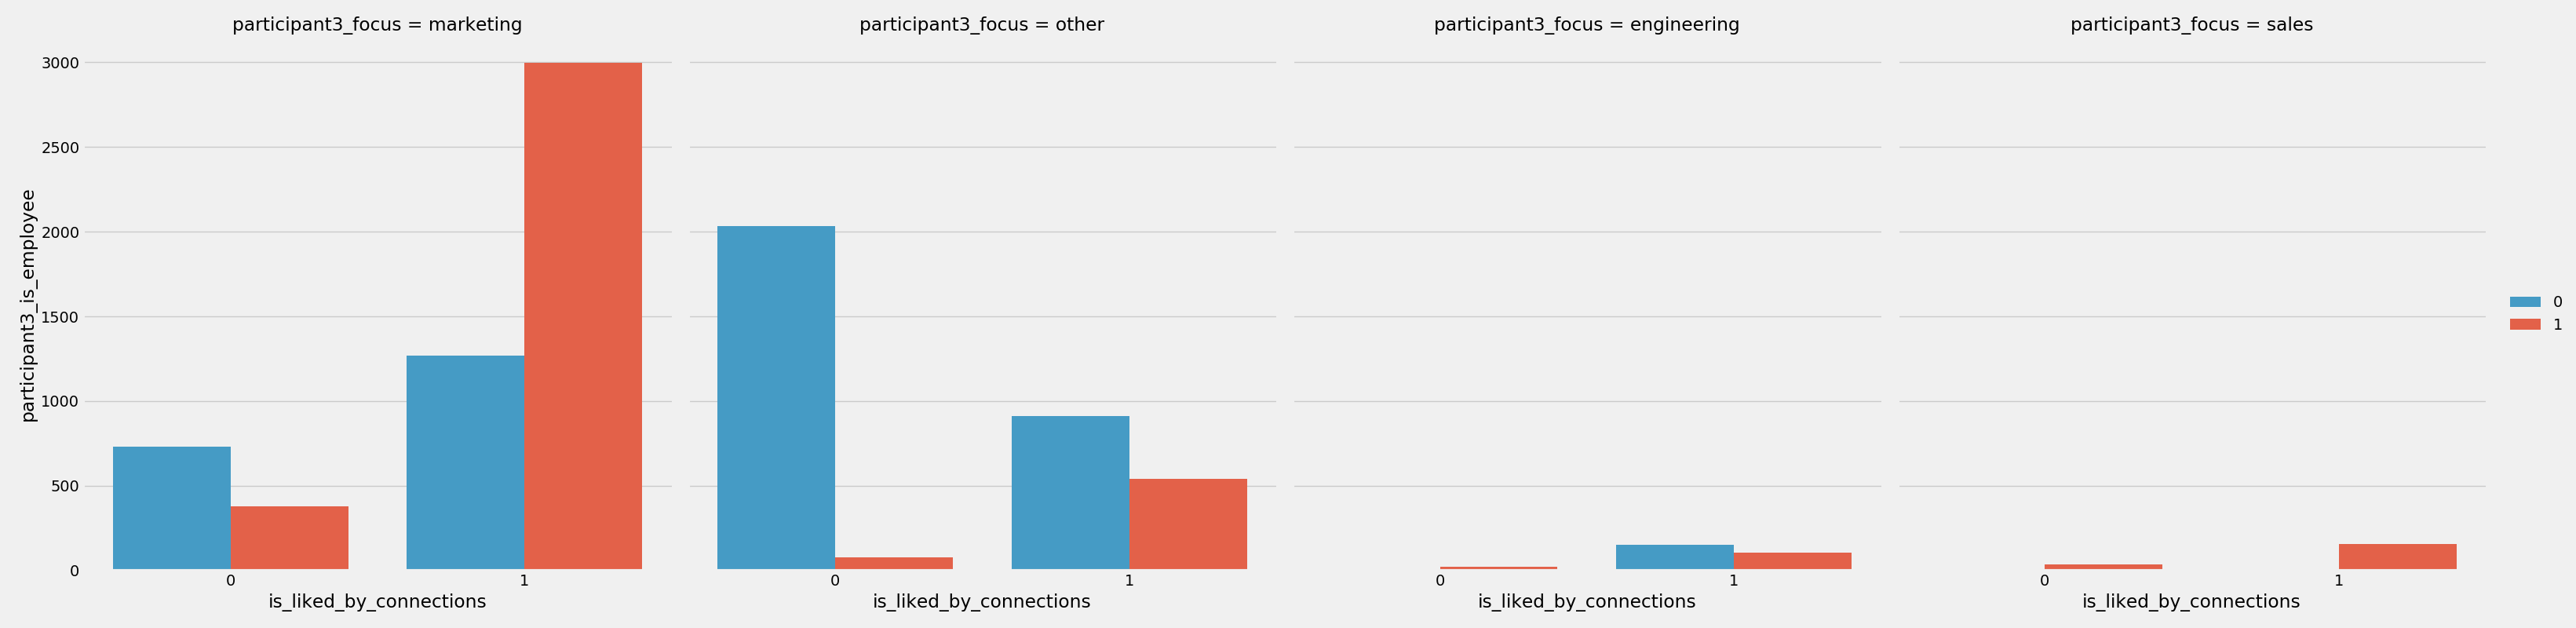 participant3_focus = marketing
participant3_focus = other
participant3_focus = engineering
participant3_focus = sales
participant3_is_employee
3000
2500
2000
1500
1000
500
0
0 1
0 1
0 1
0 1
is_liked_by_connections
is_liked_by_connections
is_liked_by_connections
is_liked_by_connections
0
1